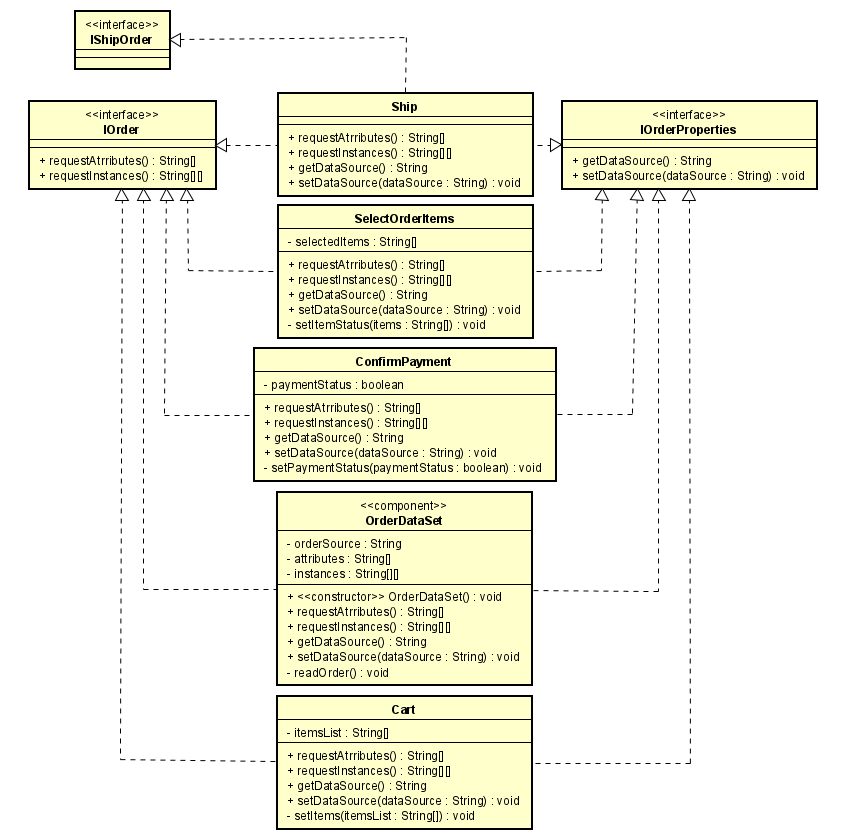 <<interface>>
IShipOrder
<<interface>>
IOrder
+ requestAtrributes() : String[]
+ requestInstances() : String[][]
Ship
+ requestAtrributes() : String[]
+ requestInstances() : String[][]
+ getDataSource() : String
+ setDataSource(dataSource : String) : void
<<interface>>
IOrderProperties
+ getDataSource() : String
+ setDataSource(dataSource : String) : void
SelectOrderItems
- selectedItems : String[]
+ requestAtrributes() : String[]
+ requestInstances() : String[][]
+ getDataSource() : String
+ setDataSource(dataSource : String) : void
- setItemStatus(items : String[]) : void
ConfirmPayment
- paymentStatus : boolean
+ requestAtrributes() : String[]
+ requestInstances() : String[][]
+ getDataSource() : String
+ setDataSource(dataSource : String) : void
- setPaymentStatus(paymentStatus : boolean) : void
<<component>>
OrderDataSet
- orderSource : String
- attributes : String[]
- instances : String[][]
+ <<constructor>> OrderDataSet() : void
+ requestAtrributes() : String[]
+ requestInstances() : String[][]
+ getDataSource() : String
+ setDataSource(dataSource : String) : void
- readOrder() : void
Cart
- itemsList : String[]
+ requestAtrributes() : String[]
+ requestInstances() : String[][]
+ getDataSource() : String
+ setDataSource(dataSource : String) : void
- setItems(itemsList : String[]) : void